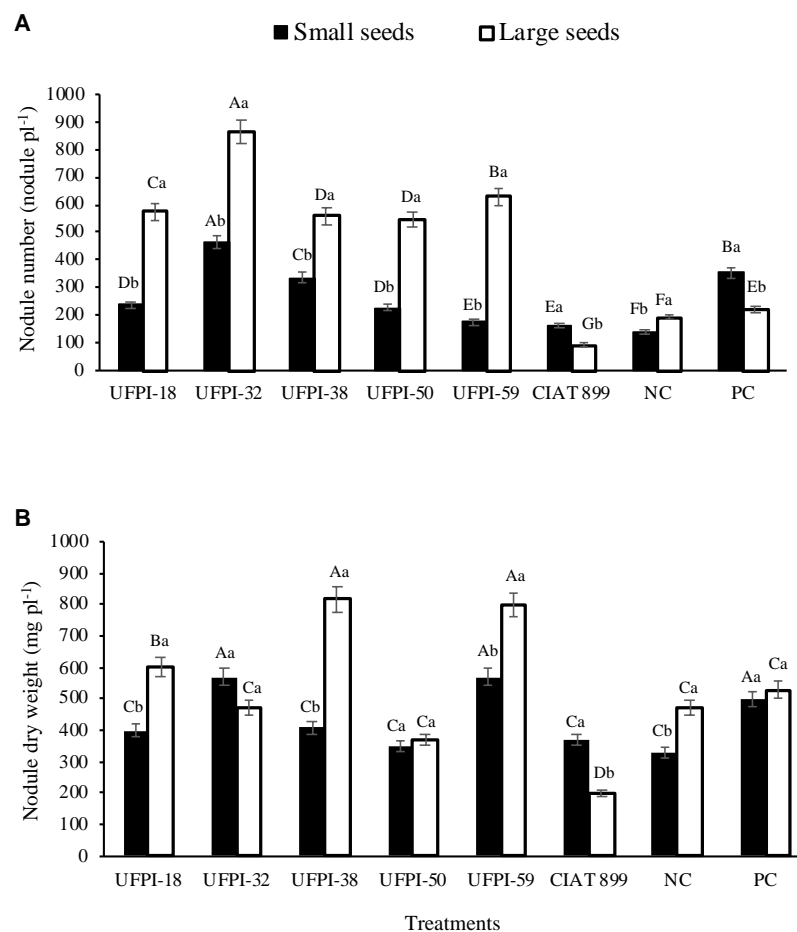 A
Small seeds Large seeds
Nodule number (nodule pl-1)
1000
900
800
700
600
500
400
300
200
100
0
Db Ca Ab Aa Cb Da Db Da Eb Ba Ea Gb Fb Fa Ba Eb
UFPI-18 UFPI-32 UFPI-38 UFPI-50 UFPI-59 CIAT 899 NC PC
B
Nodule dry weight (mg pl-1)
1000
900
800
700
600
500
400
300
200
100
0
Cb Ba Aa Ca Cb Aa Ca Ca Ab Aa Ca Db Cb Ca Aa Ca
UFPI-18 UFPI-32 UFPI-38 UFPI-50 UFPI-59 CIAT 899 NC PC
Treatments